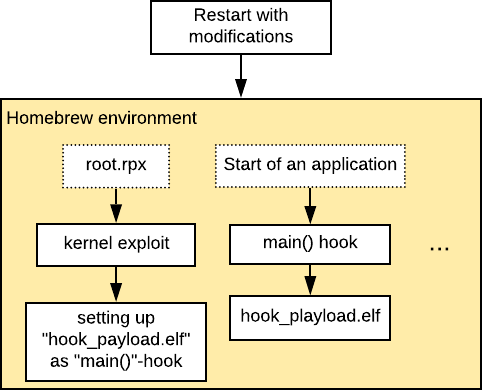 Restart with
modifications
Homebrew environment
root.rpx
Start of an application
kernel exploit
main() hook
...
setting up
"hook_payload.elf"
as "main()"-hook
hook_playload.elf